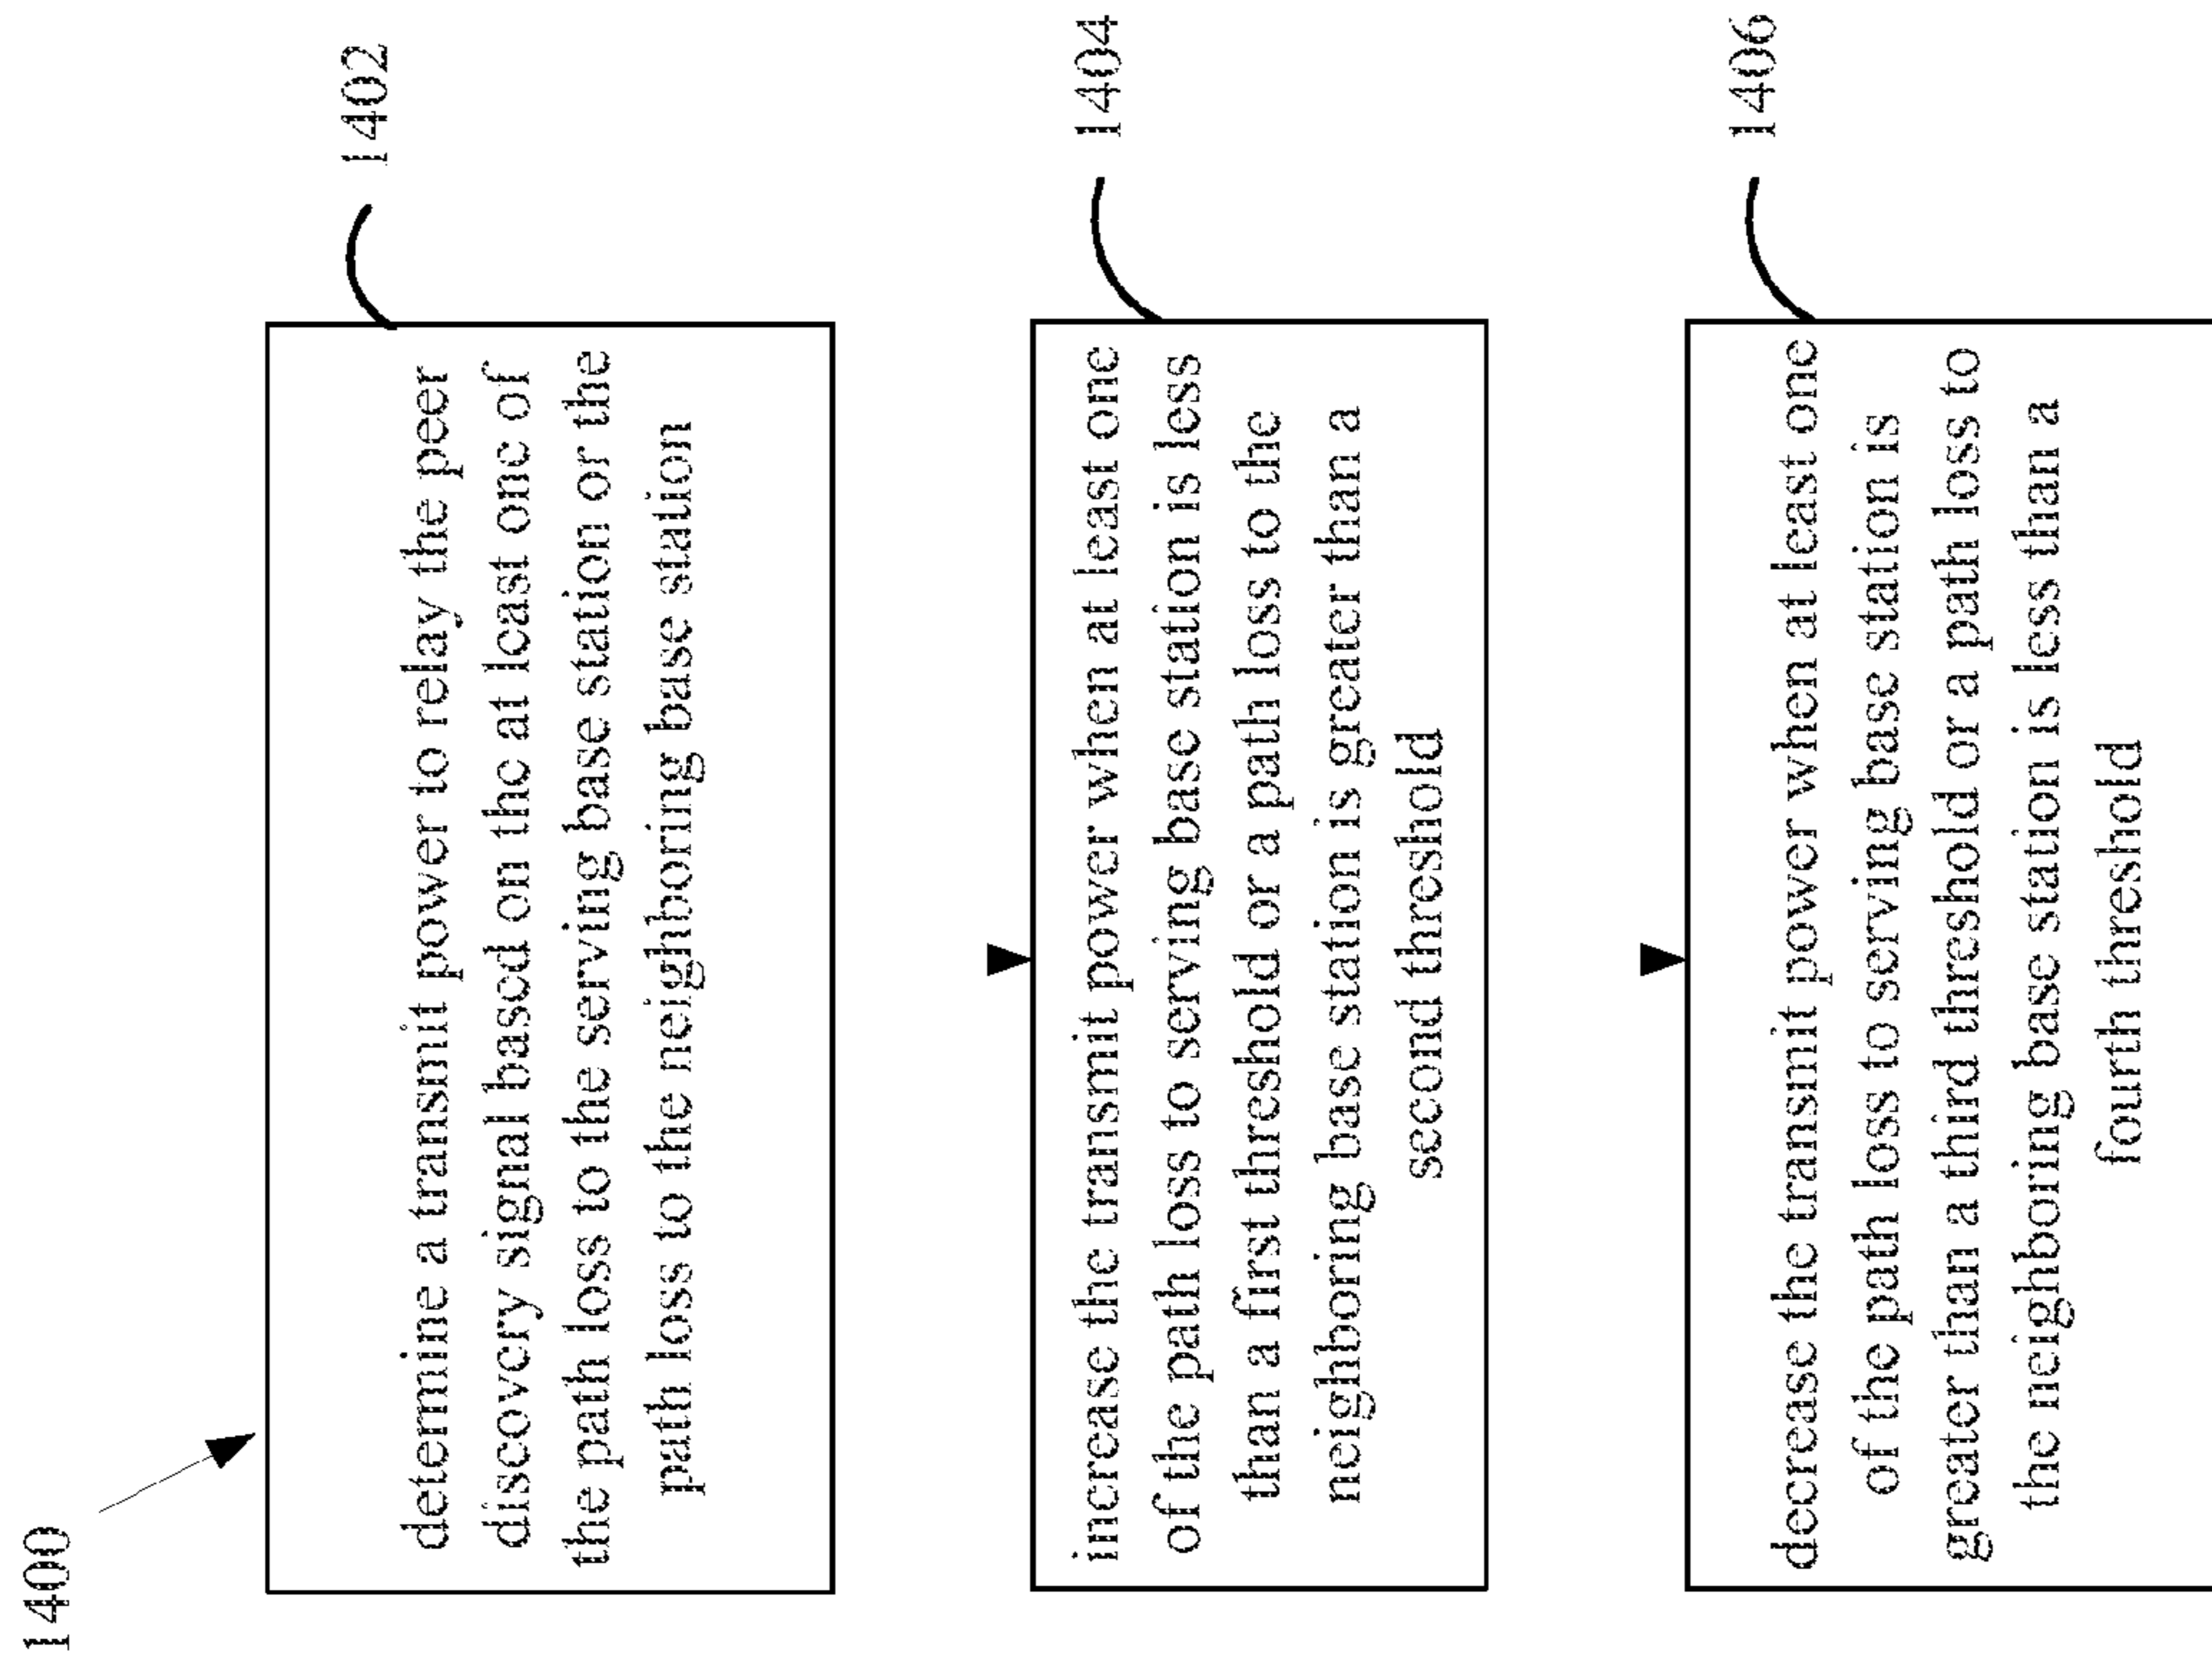 1400
1402
determine a transmit power to relay the peer
discovery signal based on the at least one of
the path loss to the serving base station or the
path loss to the neighboring base station
1404
increase the transmit power when at least one
of the path loss to serving base station is less
than a first threshold or a path loss to the
neighboring base station is greater than a
second threshold
1406
decrease the transmit power when at least one
of the path loss to serving base station is
greater than a third threshold or a path loss to
the neighboring base station is less than a
fourth threshold